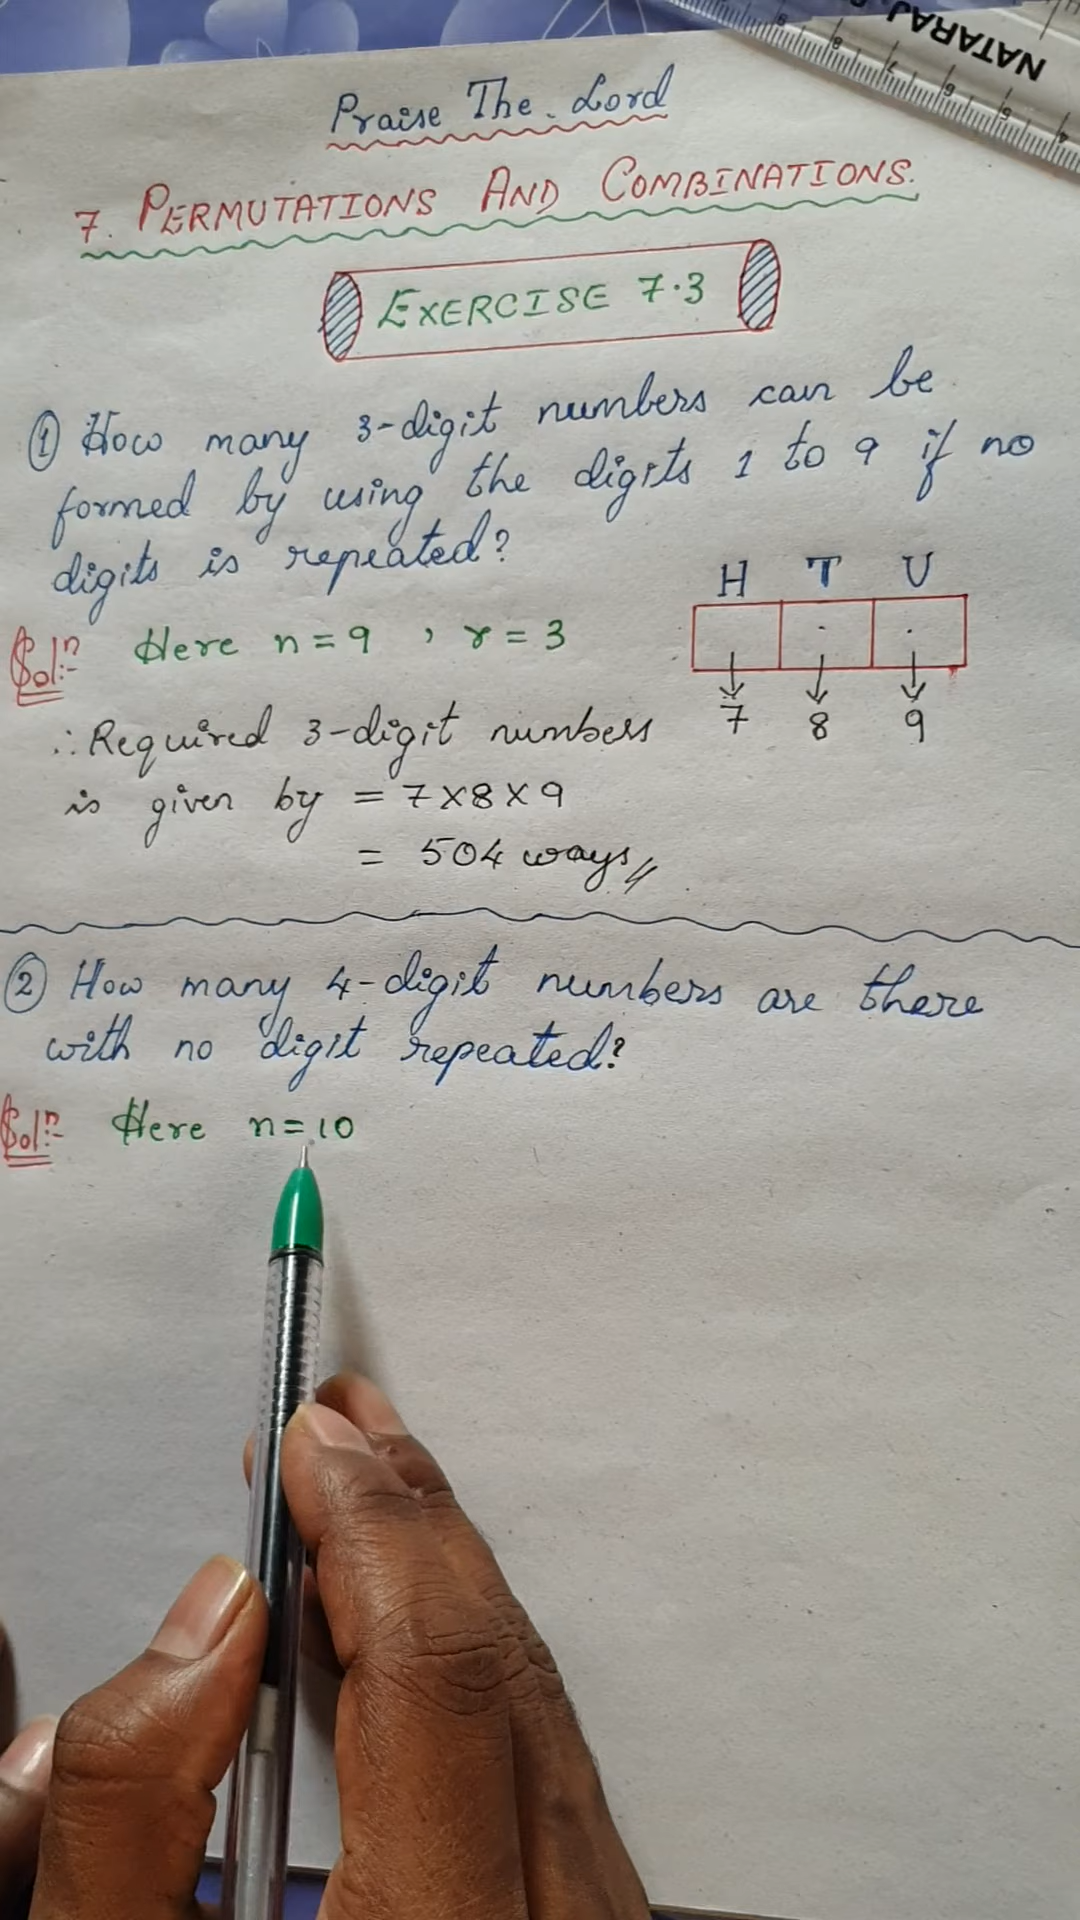 NATARAJ
Praise The Lord
7. PERMUTATIONS AND COMBINATIONS.
EXERCISE 7.3
① How many 3-digit numbers can be
formed by using the digits 1 to 9 if no
digits is repeated?
H T U
Solⁿ:- Here n = 9 , r = 3
7 8 9
∴ Required 3-digit numbers
is given by = 7×8×9
= 504 ways
② How many 4-digit numbers are there
with no digit repeated?
Solⁿ:- Here n=10